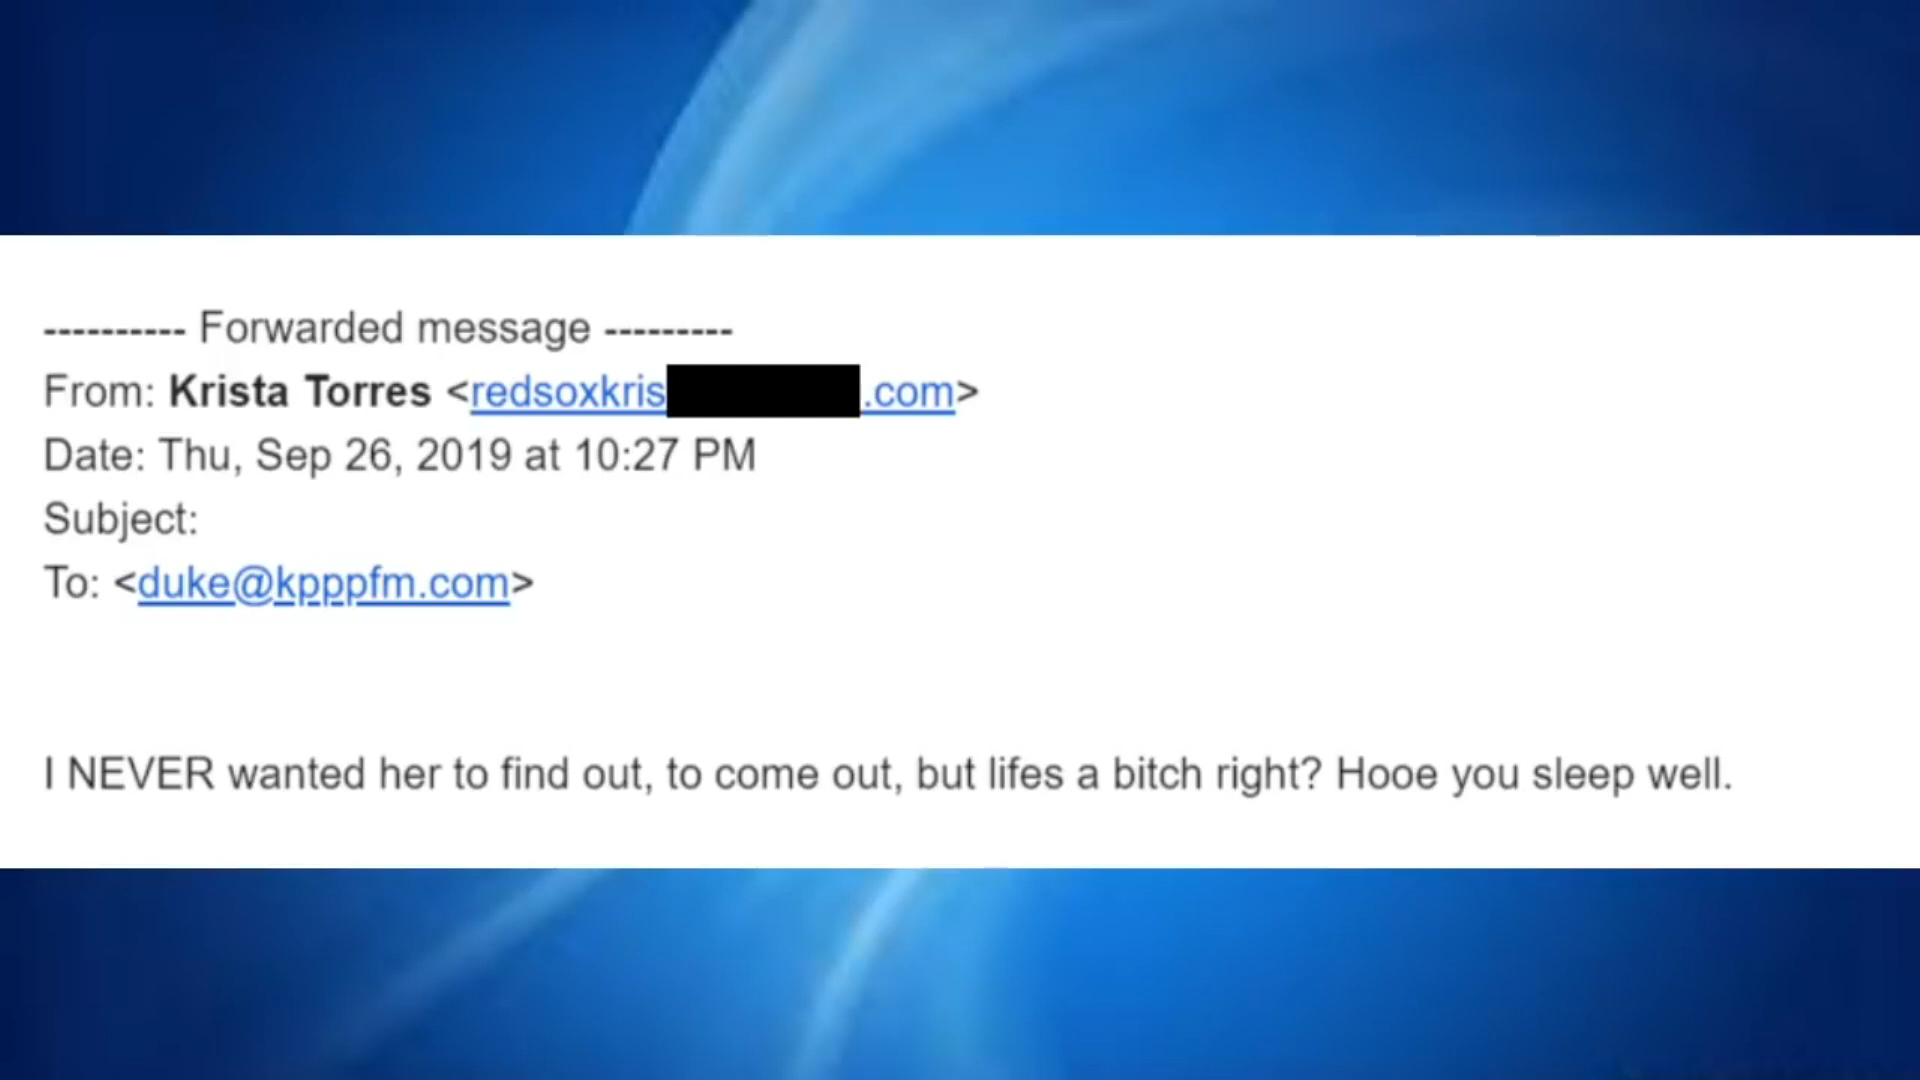 ---------- Forwarded message ---------
From: Krista Torres <redsoxkris .com>
Date: Thu, Sep 26, 2019 at 10:27 PM
Subject:
To: <duke@kpppfm.com>
I NEVER wanted her to find out, to come out, but lifes a bitch right? Hooe you sleep well.